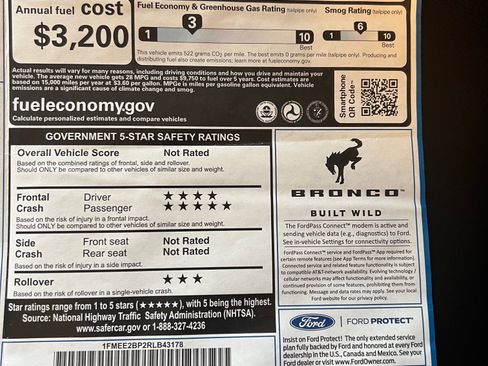 Annual fuel cost
$3,200
Fuel Economy & Greenhouse Gas Rating (tailpipe only)
Smog Rating (tailpipe only)
3
6
1
10
1
10
Best
Best
This vehicle emits 522 grams CO₂ per mile. The best emits 0 grams per mile (tailpipe only). Producing and
distributing fuel also create emissions; learn more at fueleconomy.gov.
Actual results will vary for many reasons, including driving conditions and how you drive and maintain your
vehicle. The average new vehicle gets 28 MPG and costs $9,750 to fuel over 5 years. Cost estimates are
based on 15,000 miles per year at $3.60 per gallon. MPGe is miles per gasoline gallon equivalent. Vehicle
emissions are a significant cause of climate change and smog.
fueleconomy.gov
Calculate personalized estimates and compare vehicles
Smartphone
QR Code™
GOVERNMENT 5-STAR SAFETY RATINGS
Overall Vehicle Score Not Rated
Based on the combined ratings of frontal, side and rollover.
Should ONLY be compared to other vehicles of similar size and weight.
Frontal Driver ★★★★
Crash Passenger ★★★★★
Based on the risk of injury in a frontal impact.
Should ONLY be compared to other vehicles of similar size and weight.
Side Front seat Not Rated
Crash Rear seat Not Rated
Based on the risk of injury in a side impact.
Rollover ★★★
Based on the risk of rollover in a single-vehicle crash.
Star ratings range from 1 to 5 stars (★★★★★), with 5 being the highest.
Source: National Highway Traffic Safety Administration (NHTSA).
www.safercar.gov or 1-888-327-4236
1FMEE2BP2RLB43178
BRONCO™
BUILT WILD
The FordPass Connect™ modem is active and
sending vehicle data (e.g., diagnostics) to Ford.
See in-vehicle Settings for connectivity options.
FordPass Connect™ service and FordPass™ App required for
certain remote features (see App Terms for more information).
Connected service and related feature functionality is subject
to compatible AT&T network availability. Evolving technology /
cellular networks may affect functionality and availability, or
continued provision of some features, prohibiting them from
functioning. Message and data rates may apply. See your local
Ford website for our privacy policy.
Ford
FORD PROTECT
Insist on Ford Protect! The only extended service
plan fully backed by Ford and honored at every Ford
dealership in the U.S., Canada and Mexico. See your
Ford dealer or visit www.FordOwner.com.